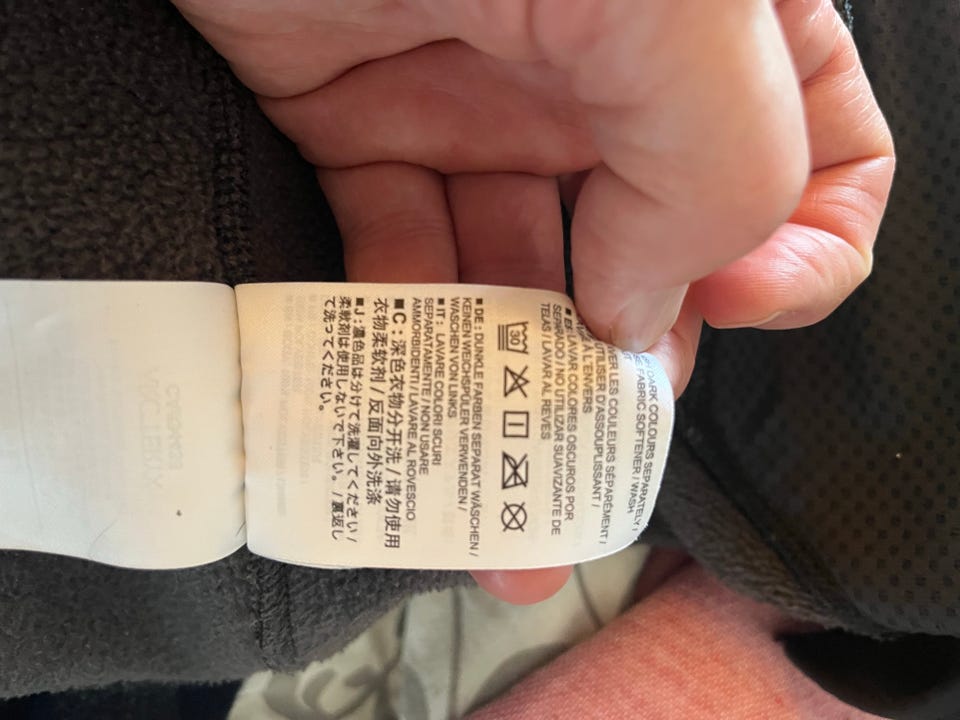 DARK COLOURS SEPARATELY /
FABRIC SOFTENER / WASH
LES COULEURS SÉPARÉMENT /
UTILISER D'ASSOUPLISSANT /
A L'ENVERS
LAVAR COLORES OSCUROS POR
SEPARADO / NO UTILIZAR SUAVIZANTE DE
TEJAS / LAVAR AL REVES
30
■ DE: DUNKLE FARBEN SEPARAT WASCHEN /
KEINEN WEICHSPÜLER VERWENDEN /
WASCHEN VON LINKS
■ IT: LAVARE COLORI SCURI
SEPARATAMENTE / NON USARE
AMMORBIDENTI / LAVARE AL ROVESCIO
■C:深色衣物分开洗 / 请勿使用
衣物柔软剂 / 反面向外洗涤
■J:濃色品は分けて洗濯してください /
柔軟剤は使用しないで下さい。/ 裏返し
て洗ってください。